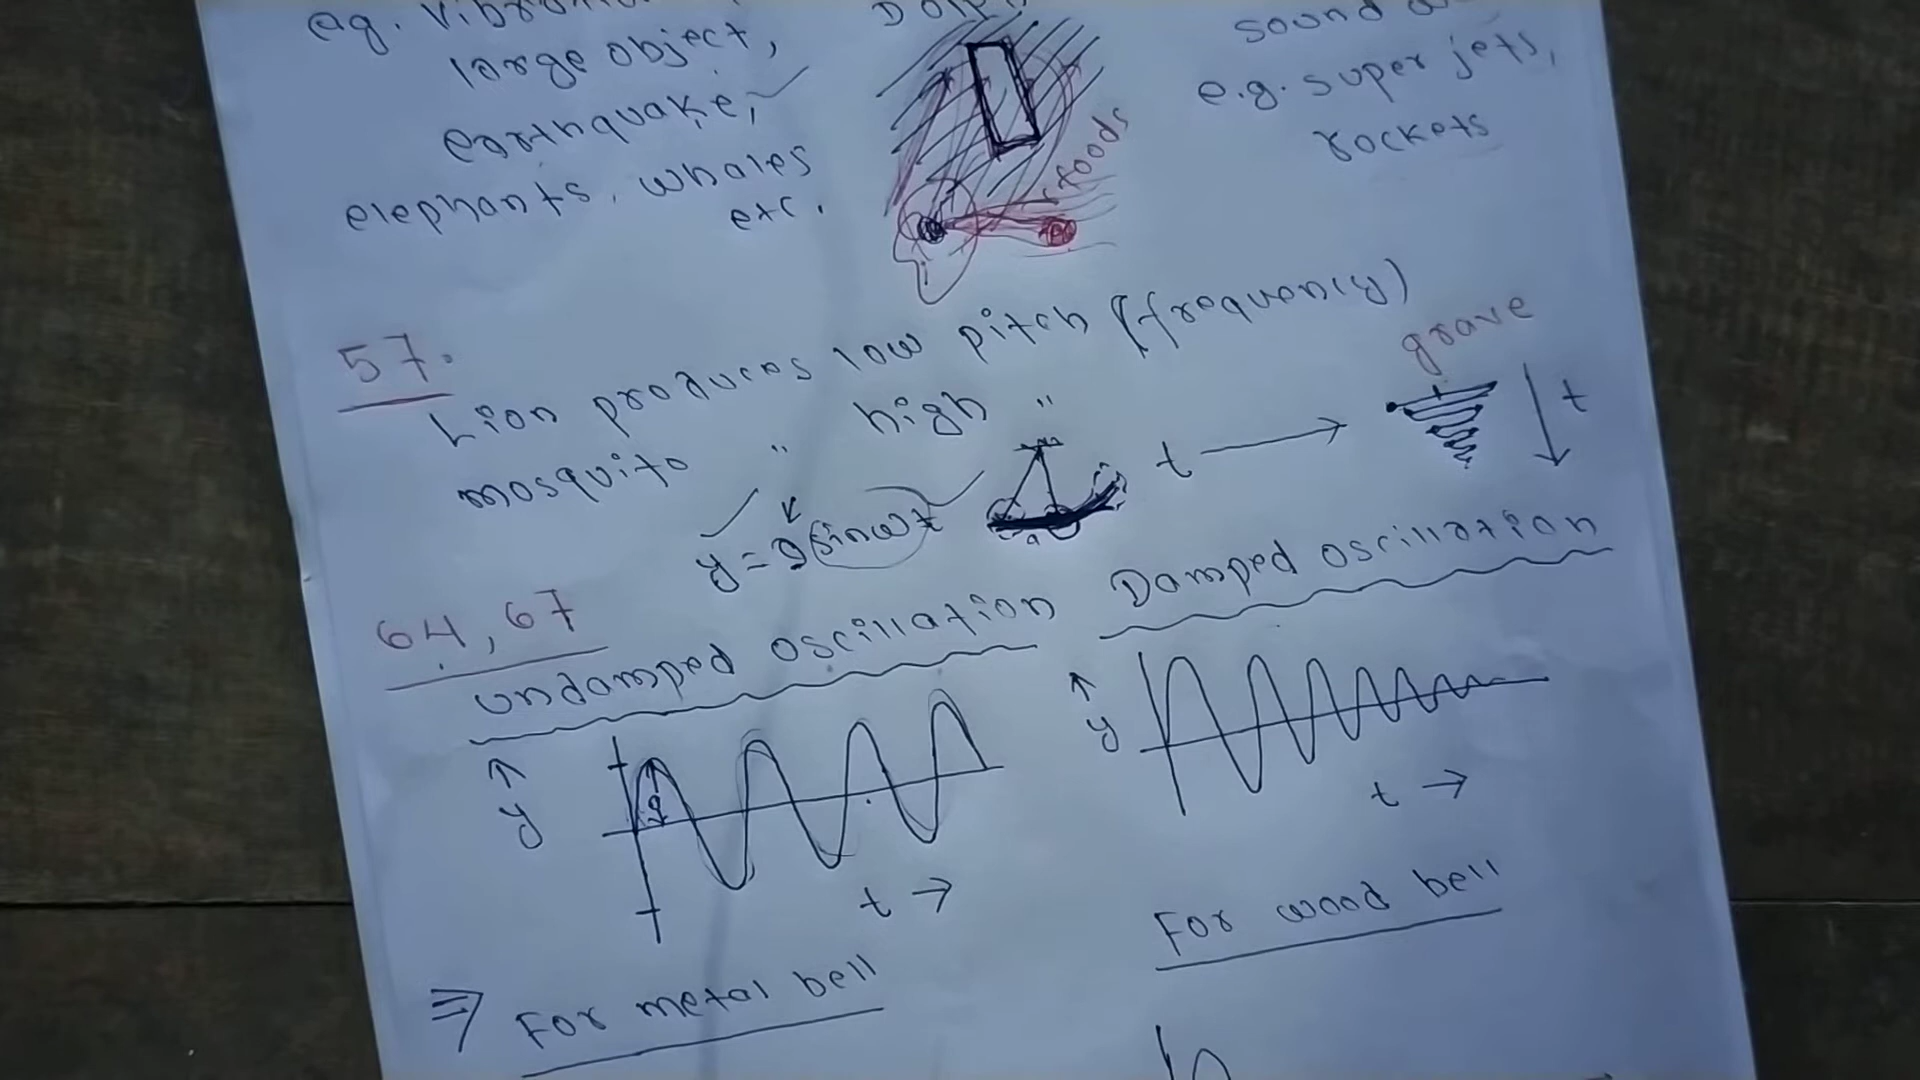 large object,
earthquake,
elephants, whales
etc.
foods
sound
e.g. super jets,
rockets
57.
Lion produces low pitch (frequency)
mosquito " high "
t →
grave
t
y = a sinωt
64, 67
undamped oscillation
Damped oscillation
y
a
t →
y
t →
⇒ For metal bell
For wood bell